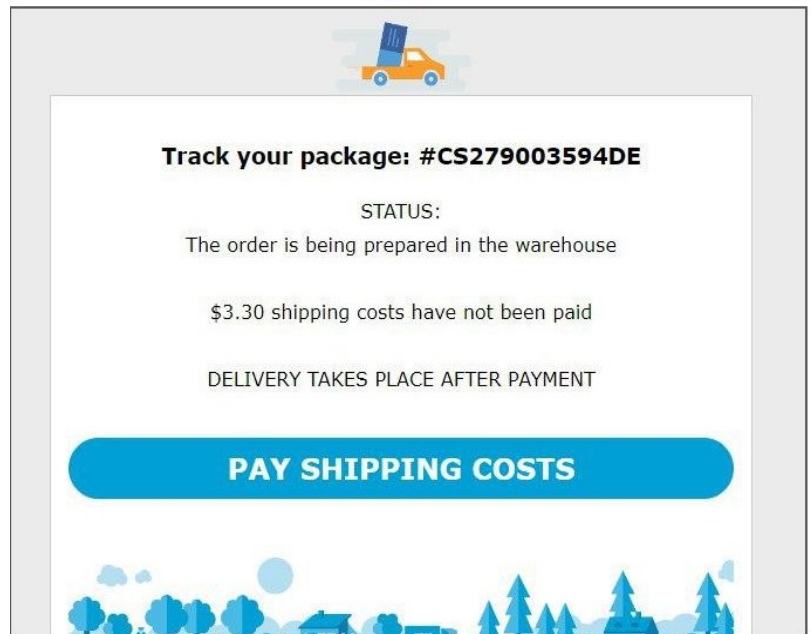 Track your package: #CS279003594DE
STATUS:
The order is being prepared in the warehouse
$3.30 shipping costs have not been paid
DELIVERY TAKES PLACE AFTER PAYMENT
PAY SHIPPING COSTS